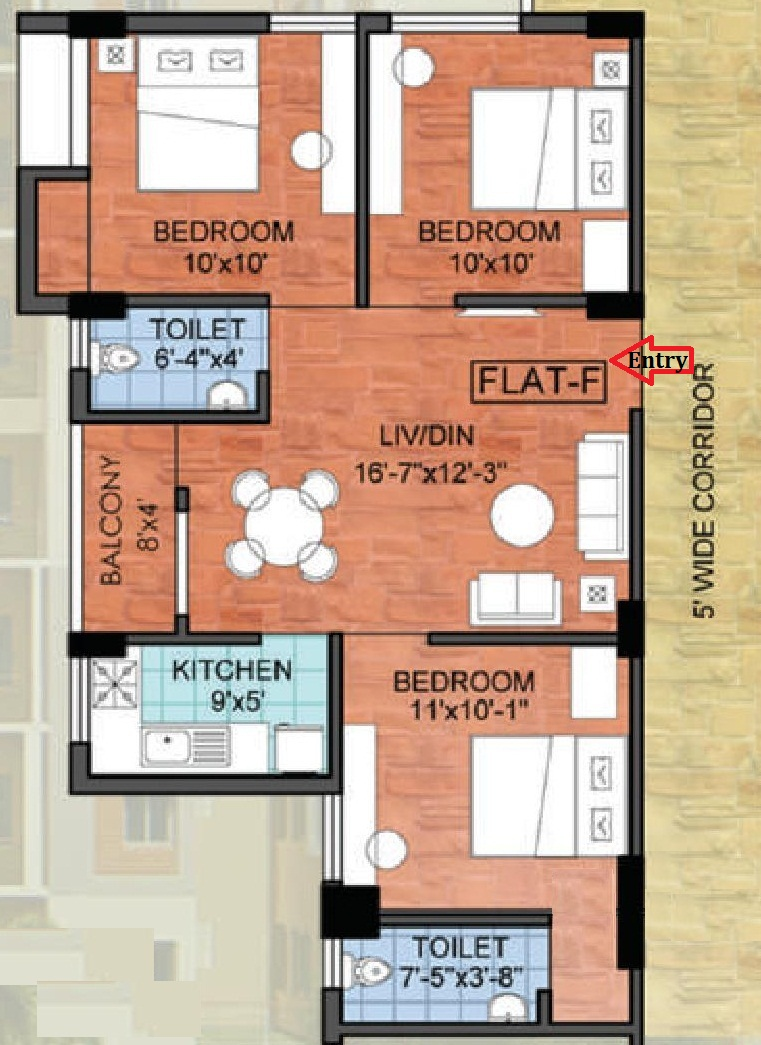 BEDROOM
10'x10'
BEDROOM
10'x10'
TOILET
6'-4"x4'
Entry
FLAT-F
LIV/DIN
16'-7"x12'-3"
BALCONY
8'x4'
5' WIDE CORRIDOR
KITCHEN
9'x5'
BEDROOM
11'x10'-1"
TOILET
7'-5"x3'-8"